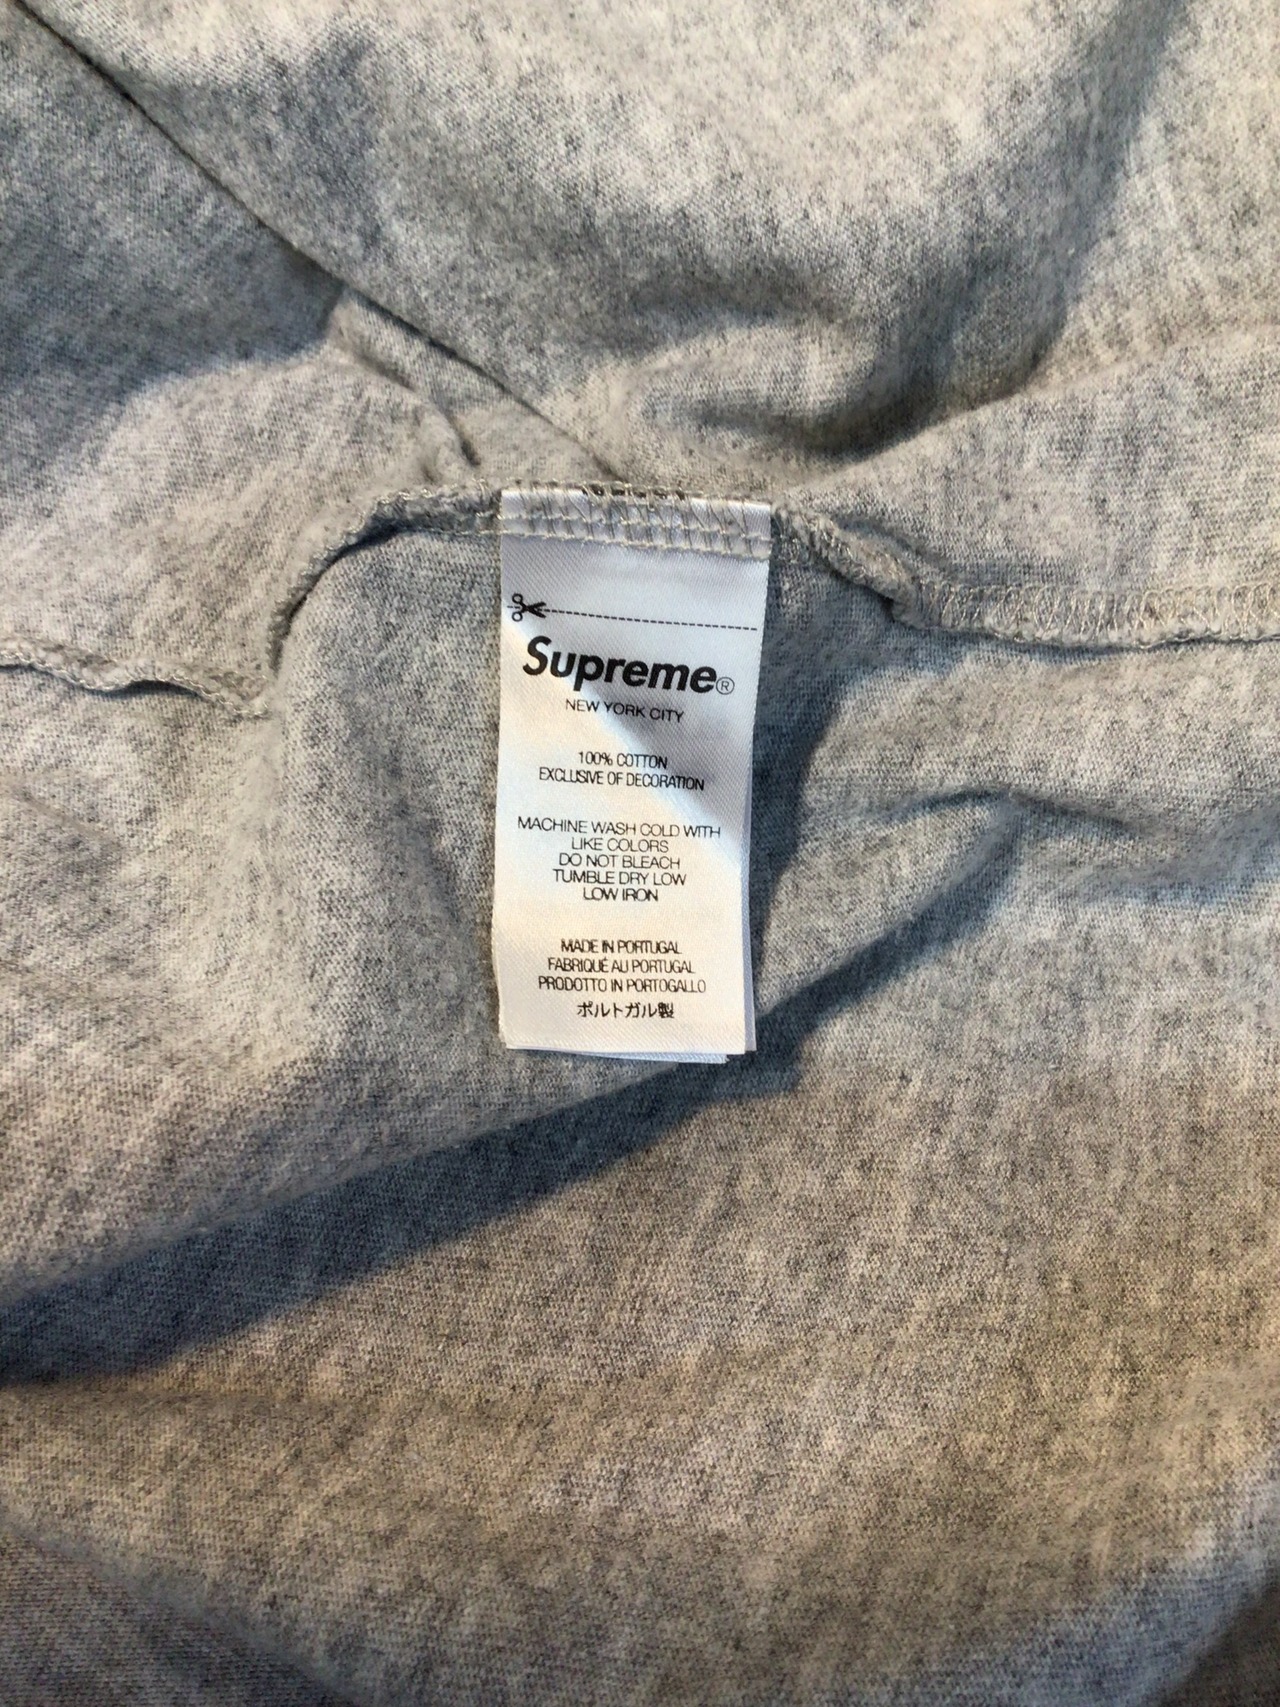 Supreme®
NEW YORK CITY
100% COTTON
EXCLUSIVE OF DECORATION
MACHINE WASH COLD WITH
LIKE COLORS
DO NOT BLEACH
TUMBLE DRY LOW
LOW IRON
MADE IN PORTUGAL
FABRIQUÉ AU PORTUGAL
PRODOTTO IN PORTOGALLO
ポルトガル製